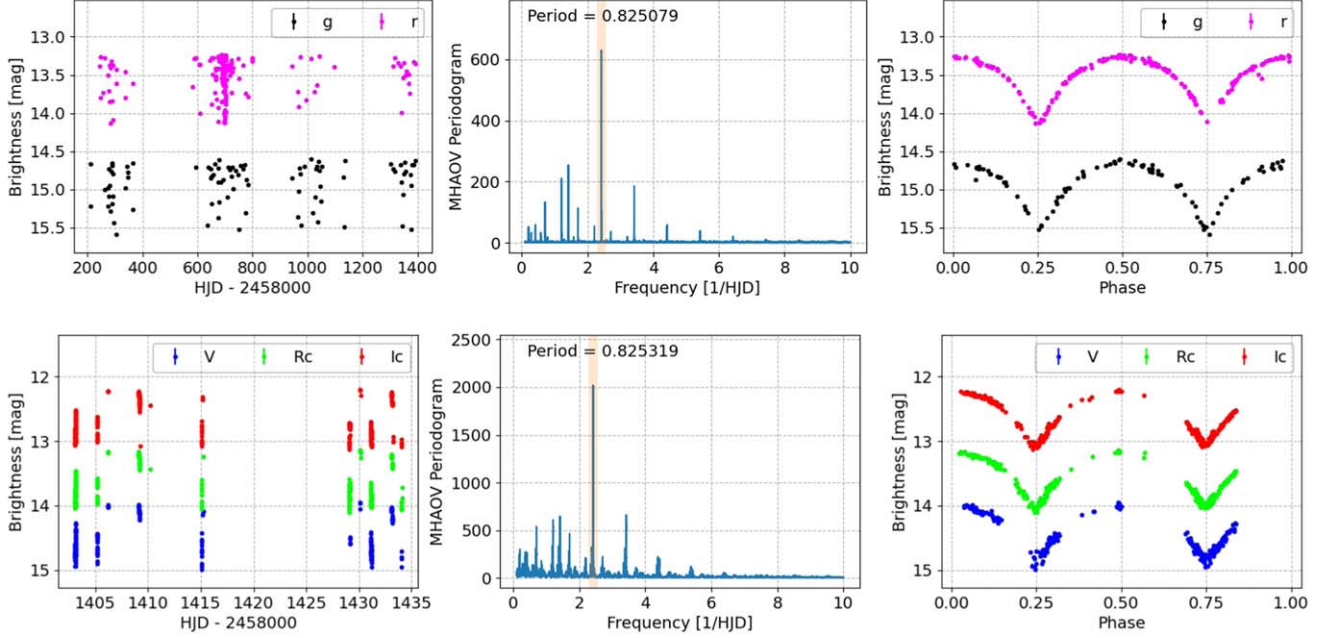 g r
Brightness [mag]
13.0
13.5
14.0
14.5
15.0
15.5
200 400 600 800 1000 1200 1400
HJD - 2458000
Period = 0.825079
MHAOV Periodogram
600
400
200
0
0 2 4 6 8 10
Frequency [1/HJD]
g r
Brightness [mag]
13.0
13.5
14.0
14.5
15.0
15.5
0.00 0.25 0.50 0.75 1.00
Phase
V Rc Ic
Brightness [mag]
12
13
14
15
1405 1410 1415 1420 1425 1430 1435
HJD - 2458000
Period = 0.825319
MHAOV Periodogram
2500
2000
1500
1000
500
0
0 2 4 6 8 10
Frequency [1/HJD]
V Rc Ic
Brightness [mag]
12
13
14
15
0.00 0.25 0.50 0.75 1.00
Phase